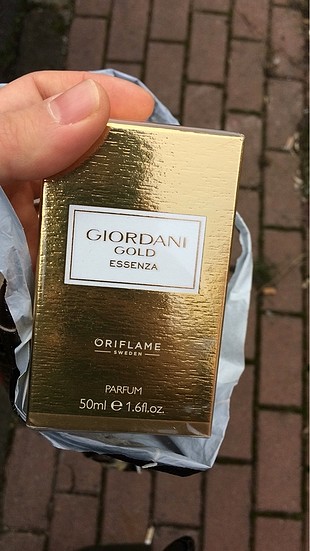 GIORDANI
GOLD
ESSENZA
ORIFLAME
SWEDEN
PARFUM
50ml ℮ 1.6fl.oz.